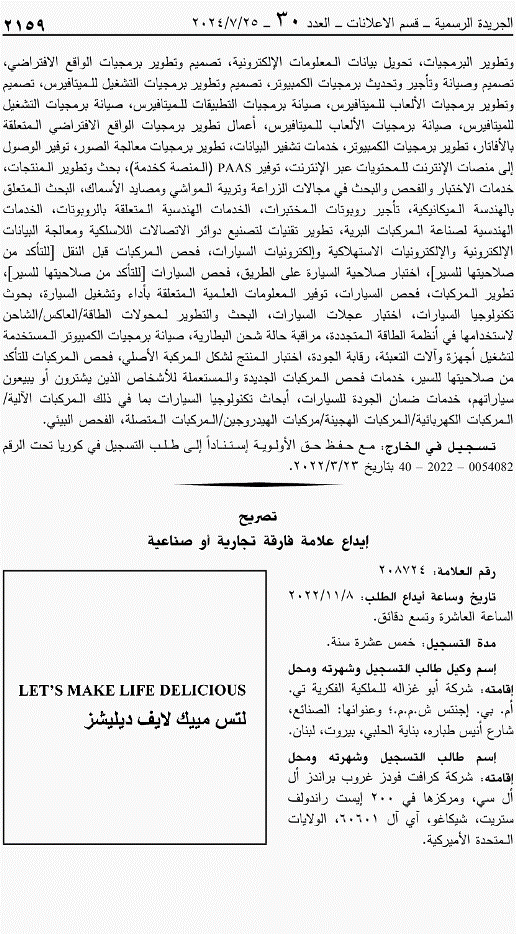 الجريدة الرسمية – قسم الاعلانات – العدد ٣٠ – ٢٠٢٤/٧/٢٥
٢١٥٩
وتطوير البرمجيات، تحويل بيانات المعلومات الإلكترونية، تصميم وتطوير برمجيات الواقع الافتراضي،
تصميم وصيانة وتأجير وتحديث برمجيات الكمبيوتر، تصميم وتطوير برمجيات التشغيل للميتافيرس، تصميم
وتطوير برمجيات الألعاب للميتافيرس، صيانة برمجيات التطبيقات للميتافيرس، صيانة برمجيات التشغيل
للميتافيرس، صيانة برمجيات الألعاب للميتافيرس، أعمال تطوير برمجيات الواقع الافتراضي المتعلقة
بالأفاتار، تطوير برمجيات الكمبيوتر، خدمات تشفير البيانات، تطوير برمجيات معالجة الصور، توفير الوصول
إلى منصات الإنترنت للمحتويات عبر الإنترنت، توفير PAAS (المنصة كخدمة)، بحث وتطوير المنتجات،
خدمات الاختبار والفحص والبحث في مجالات الزراعة وتربية المواشي ومصايد الأسماك، البحث المتعلق
بالهندسة الميكانيكية، تأجير روبوتات المختبرات، الخدمات الهندسية المتعلقة بالروبوتات، الخدمات
الهندسية لصناعة المركبات البرية، تطوير تقنيات لتصنيع دوائر الاتصالات اللاسلكية ومعالجة البيانات
الإلكترونية والإلكترونيات الاستهلاكية وإلكترونيات السيارات، فحص المركبات قبل النقل [للتأكد من
صلاحيتها للسير]، اختبار صلاحية السيارة على الطريق، فحص السيارات [للتأكد من صلاحيتها للسير]،
تطوير المركبات، فحص السيارات، توفير المعلومات العلمية المتعلقة بأداء وتشغيل السيارة، بحوث
تكنولوجيا السيارات، اختبار عجلات السيارات، البحث والتطوير لمحولات الطاقة/العاكس/الشاحن
لاستخدامها في أنظمة الطاقة المتجددة، مراقبة حالة شحن البطارية، صيانة برمجيات الكمبيوتر المستخدمة
لتشغيل أجهزة وآلات التعبئة، رقابة الجودة، اختبار المنتج لشكل المركبة الأصلي، فحص المركبات للتأكد
من صلاحيتها للسير، خدمات فحص المركبات الجديدة والمستعملة للأشخاص الذين يشترون أو يبيعون
سياراتهم، خدمات ضمان الجودة للسيارات، أبحاث تكنولوجيا السيارات بما في ذلك المركبات الآلية/
المركبات الكهربائية/المركبات الهجينة/مركبات الهيدروجين/المركبات المتصلة، الفحص البيئي.
تسجيل في الخارج: مع حفظ حق الأولوية إستناداً إلى طلب التسجيل في كوريا تحت الرقم
40 – 2022 – 0054082 بتاريخ ٢٠٢٢/٣/٢٣.
تصريح
إيداع علامة فارقة تجارية أو صناعية
رقم العلامة: ٢٠٨٧٢٤
تاريخ وساعة أيداع الطلب: ٢٠٢٢/١١/٨
الساعة العاشرة وتسع دقائق.
مدة التسجيل: خمس عشرة سنة.
إسم وكيل طالب التسجيل وشهرته ومحل
إقامته: شركة أبو غزاله للملكية الفكرية تي.
أم. بي. إجنتس ش.م.م.؛ وعنوانها: الصنائع،
شارع أنيس طباره، بناية الحلبي، بيروت، لبنان.
إسم طالب التسجيل وشهرته ومحل
إقامته: شركة كرافت فودز غروب براندز أل
أل سي، ومركزها في ٢٠٠ إيست راندولف
ستريت، شيكاغو، آي آل ٦٠٦٠١، الولايات
المتحدة الأميركية.
LET'S MAKE LIFE DELICIOUS
لتس مييك لايف ديليشز